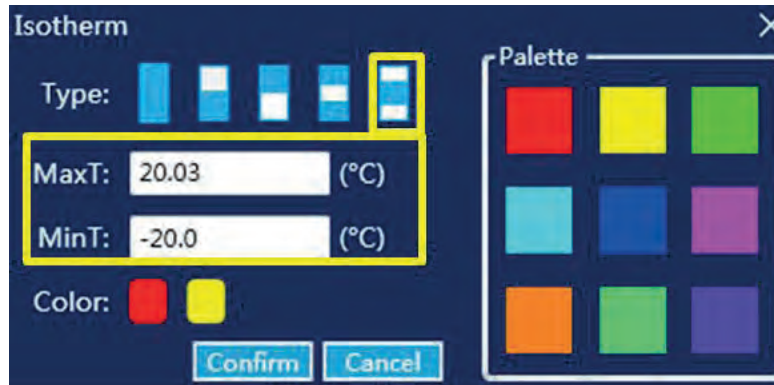 Isotherm
Palette
Type:
MaxT: 20.03 (°C)
MinT: -20.0 (°C)
Color:
Confirm Cancel